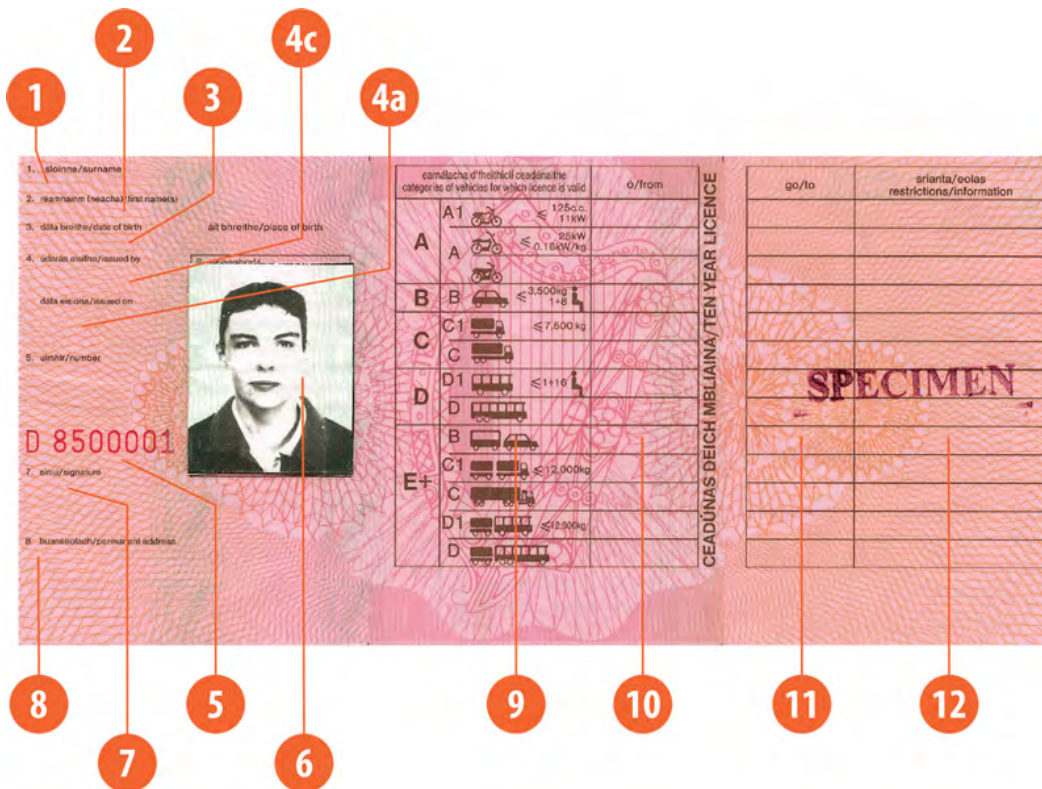 2
4c
1
3
4a
1. sloinne/surname
2. réamhainm (neacha)/first name(s)
3. dáta breithe/date of birth
áit bhreithe/place of birth
4. údarás eisithe/issued by
dáta eisiúna/issued on
5. uimhir/number
D 8500001
7. síniú/signature
8. buanseoladh/permanent address
catagóirí
categories of vehicles for which licence is valid
ó/from
A
A1
≤ 125c.c.
11kW
A
≤ 25kW
0.16kW/kg
B
B
≤ 3,500kg
1+8
C
C1
≤ 7,500 kg
C
D
D1
≤ 1+16
D
E+
B
C1
≤ 12,000kg
C
D1
≤ 12,000kg
D
CEADÚNAS DEICH MBLIAINA/TEN YEAR LICENCE
go/to
srianta/eolas
restrictions/information
SPECIMEN
8
5
9
10
11
12
7
6